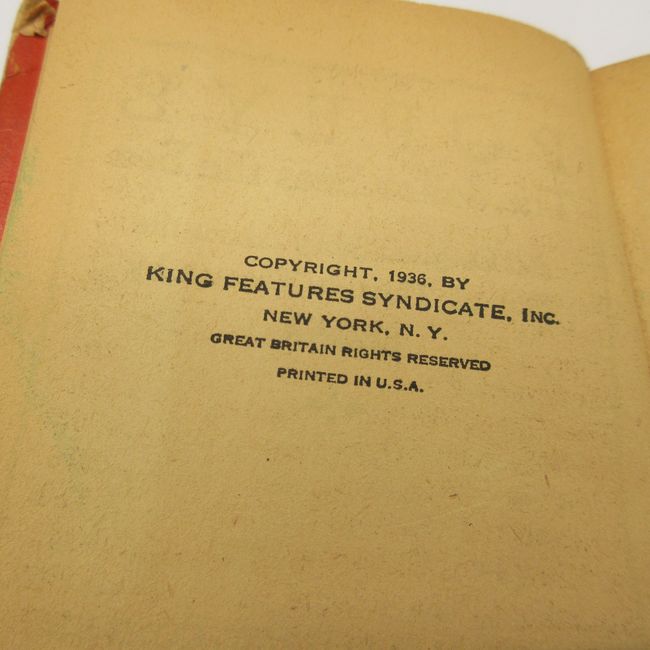 COPYRIGHT, 1936, BY
KING FEATURES SYNDICATE, INC.
NEW YORK, N. Y.
GREAT BRITAIN RIGHTS RESERVED
PRINTED IN U.S.A.